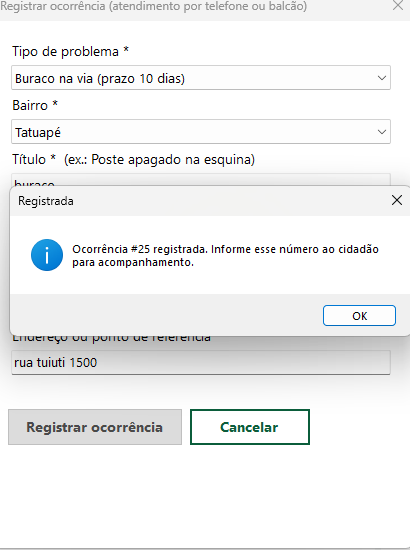 Registrar ocorrência (atendimento por telefone ou balcão)
Tipo de problema *
Buraco na via (prazo 10 dias)
Bairro *
Tatuapé
Título * (ex.: Poste apagado na esquina)
buraco
Registrada
Ocorrência #25 registrada. Informe esse número ao cidadão
para acompanhamento.
OK
Endereço ou ponto de referência
rua tuiuti 1500
Registrar ocorrência
Cancelar